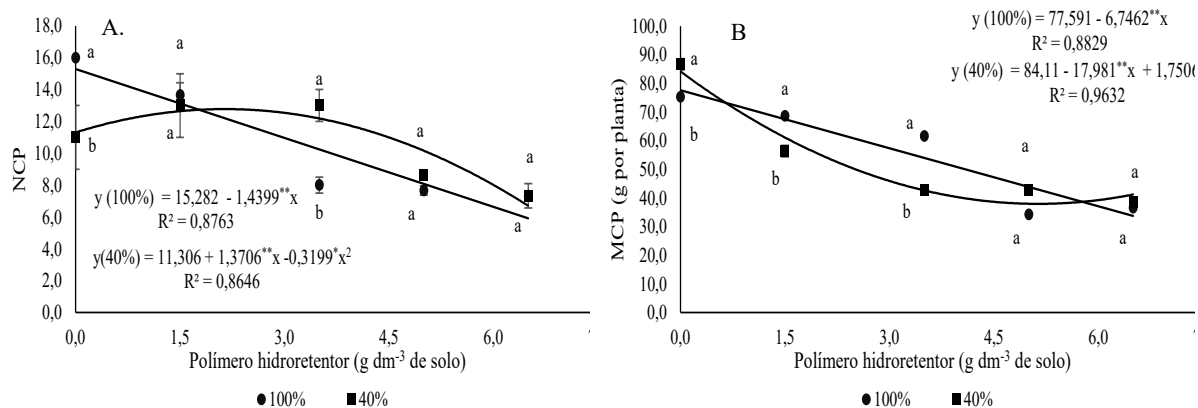 A.
18,0
16,0
14,0
12,0
10,0
8,0
6,0
4,0
2,0
0,0
NCP
a
a
a
a
a
b
a
b
a
a
y (100%) = 15,282 - 1,4399**x
R² = 0,8763
y(40%) = 11,306 + 1,3706**x -0,3199*x²
R² = 0,8646
0,0 1,5 3,0 4,5 6,0
Polímero hidroretentor (g dm⁻³ de solo)
● 100% ■ 40%
B
100,0
90,0
80,0
70,0
60,0
50,0
40,0
30,0
20,0
10,0
0,0
MCP (g por planta)
y (100%) = 77,591 - 6,7462**x
R² = 0,8829
y (40%) = 84,11 - 17,981**x + 1,7506
R² = 0,9632
a
a
a
a
a
b
b
b
a
a
0,0 1,5 3,0 4,5 6,0
Polímero hidroretentor (g dm⁻³ de solo)
● 100% ■ 40%